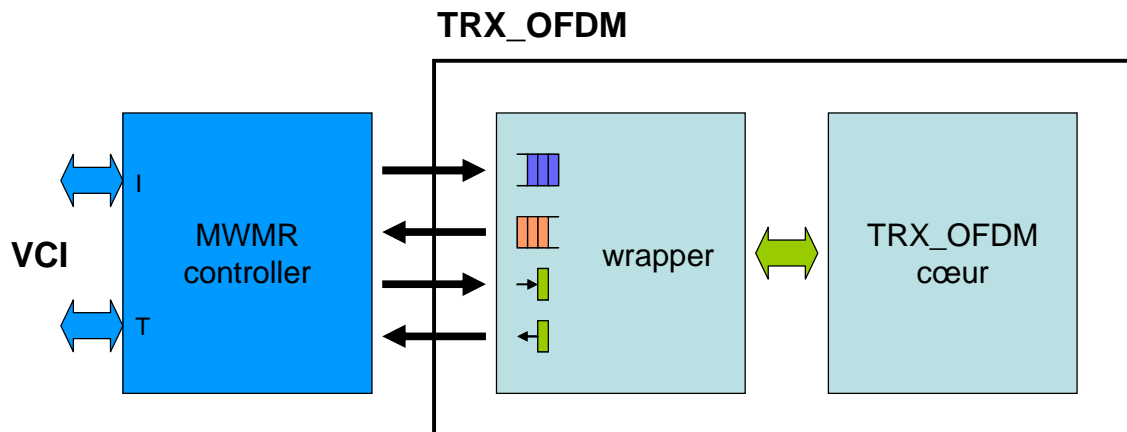 TRX_OFDM
I
MWMR
controller
VCI
T
wrapper
TRX_OFDM
cœur